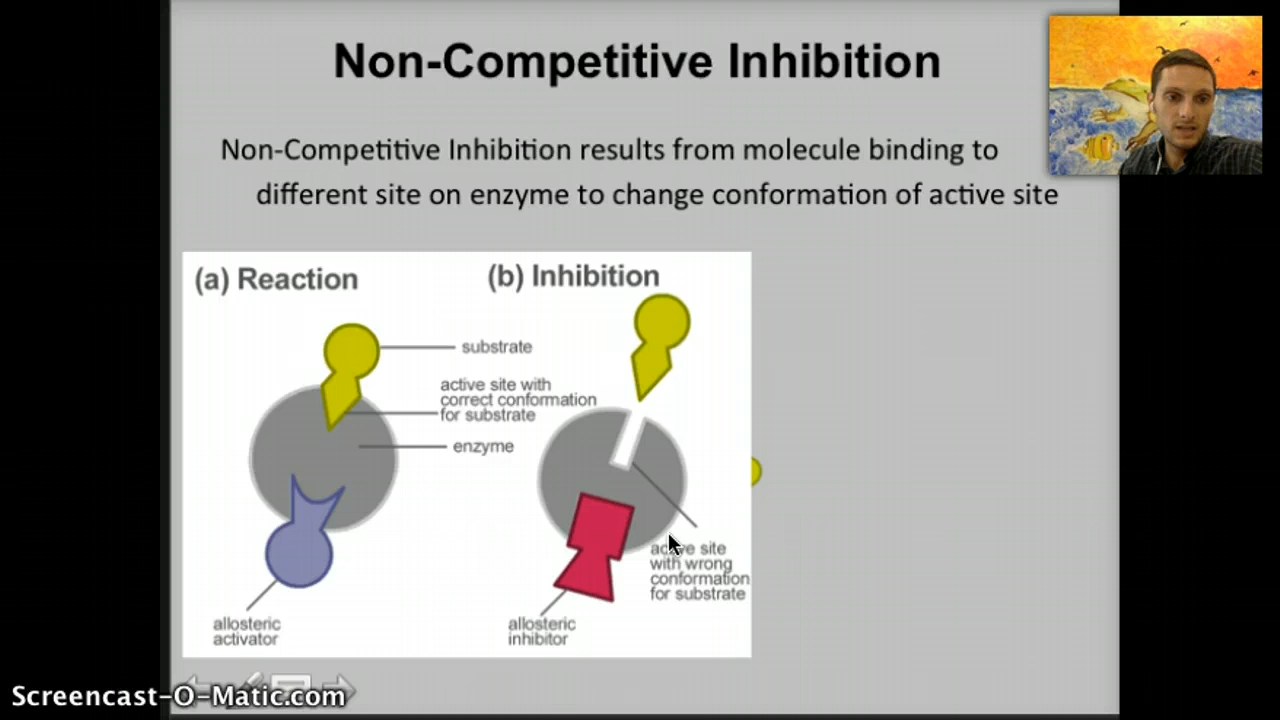 Non-Competitive Inhibition
Non-Competitive Inhibition results from molecule binding to
different site on enzyme to change conformation of active site
(a) Reaction
(b) Inhibition
substrate
active site with
correct conformation
for substrate
enzyme
allosteric
activator
active site
with wrong
conformation
for substrate
allosteric
inhibitor
Screencast-O-Matic.com